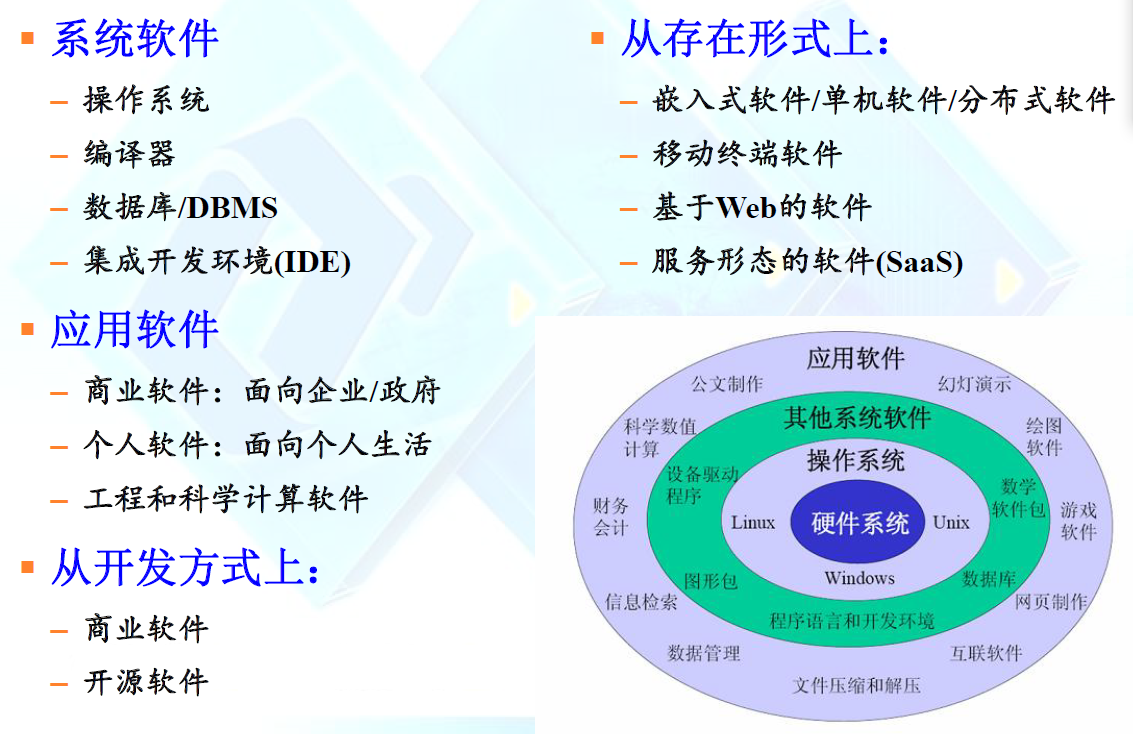 系统软件
– 操作系统
– 编译器
– 数据库/DBMS
– 集成开发环境(IDE)
应用软件
– 商业软件：面向企业/政府
– 个人软件：面向个人生活
– 工程和科学计算软件
从开发方式上：
– 商业软件
– 开源软件
从存在形式上：
– 嵌入式软件/单机软件/分布式软件
– 移动终端软件
– 基于Web的软件
– 服务形态的软件(SaaS)
应用软件
公文制作
幻灯演示
其他系统软件
科学数值
计算
绘图
软件
操作系统
设备驱动
程序
数学
软件包
财务
会计
游戏
软件
Linux
硬件系统
Unix
Windows
图形包
数据库
信息检索
网页制作
程序语言和开发环境
数据管理
互联软件
文件压缩和解压